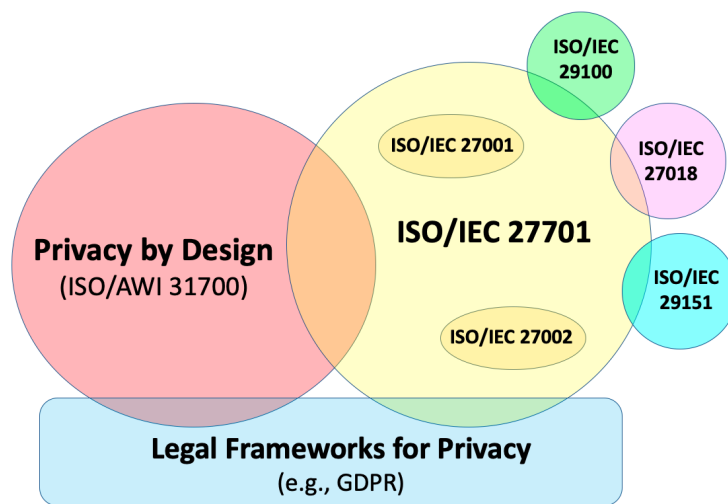 ISO/IEC
29100
ISO/IEC 27001
ISO/IEC
27018
Privacy by Design
(ISO/AWI 31700)
ISO/IEC 27701
ISO/IEC
29151
ISO/IEC 27002
Legal Frameworks for Privacy
(e.g., GDPR)